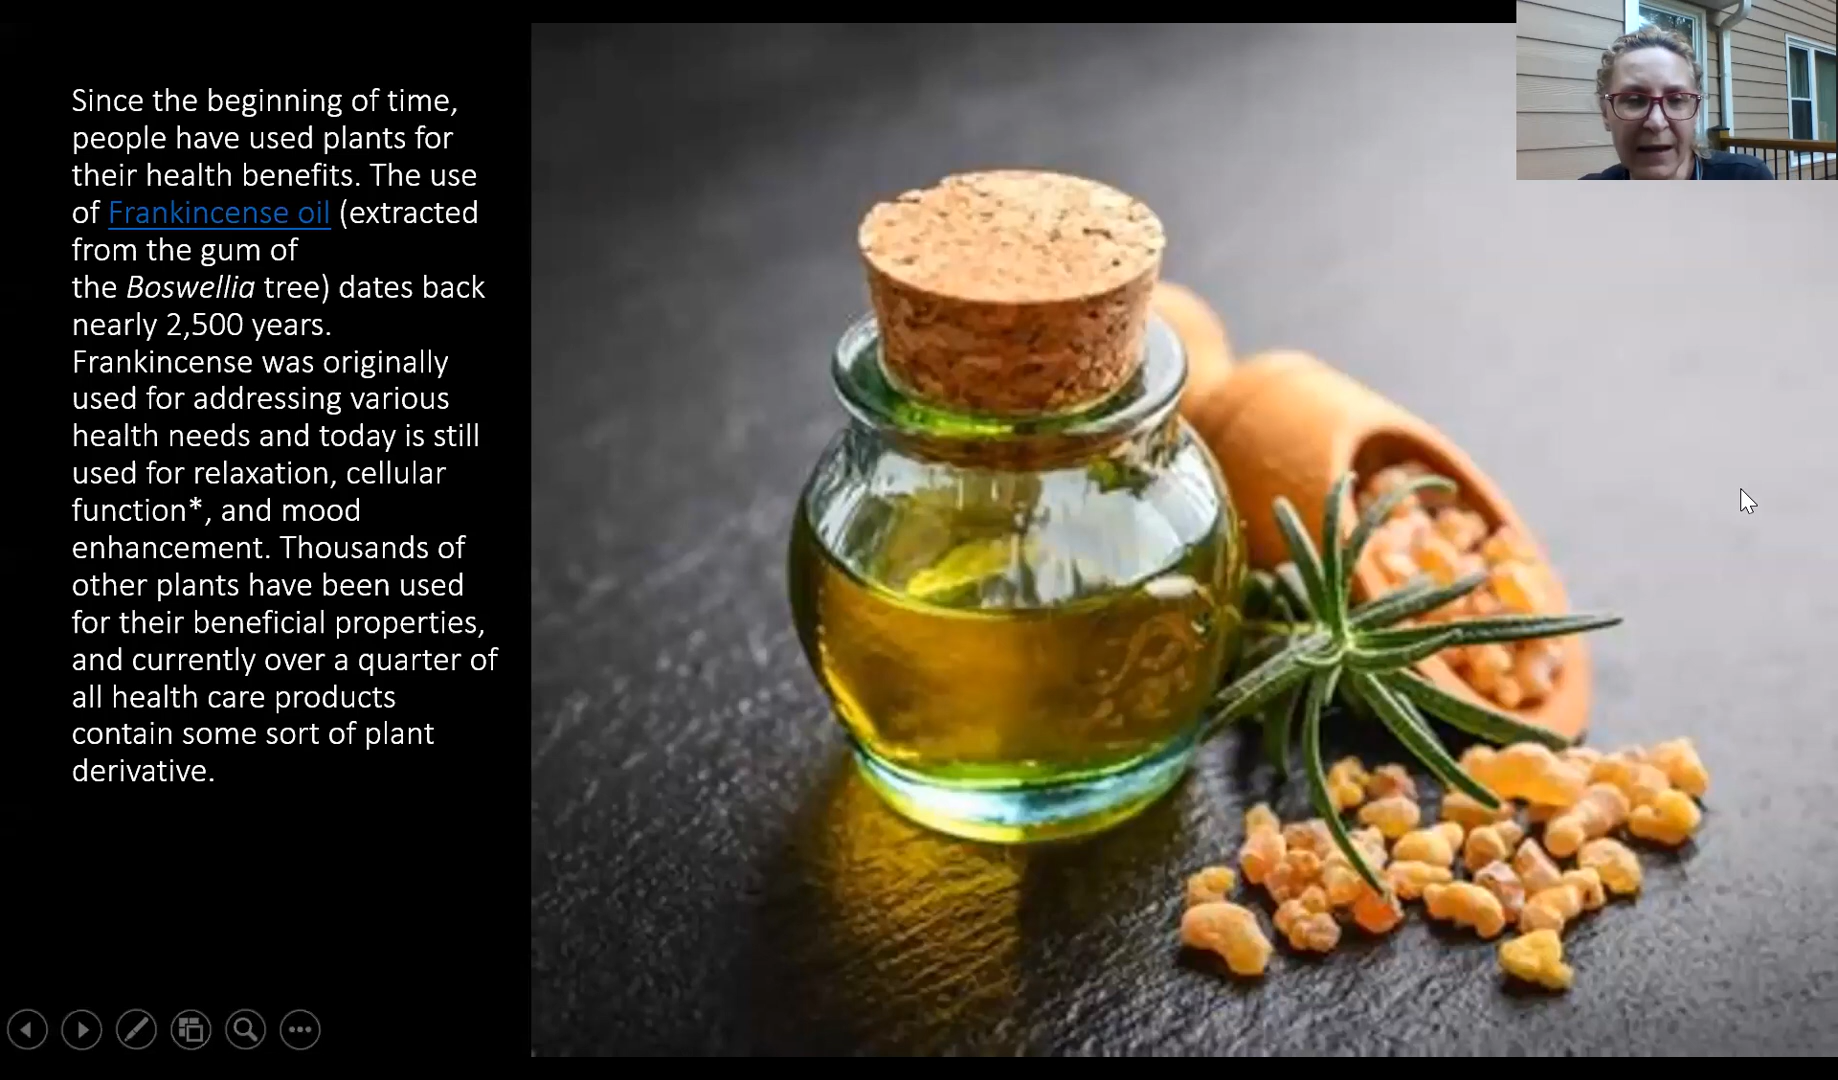 Since the beginning of time,
people have used plants for
their health benefits. The use
of Frankincense oil (extracted
from the gum of
the Boswellia tree) dates back
nearly 2,500 years.
Frankincense was originally
used for addressing various
health needs and today is still
used for relaxation, cellular
function*, and mood
enhancement. Thousands of
other plants have been used
for their beneficial properties,
and currently over a quarter of
all health care products
contain some sort of plant
derivative.